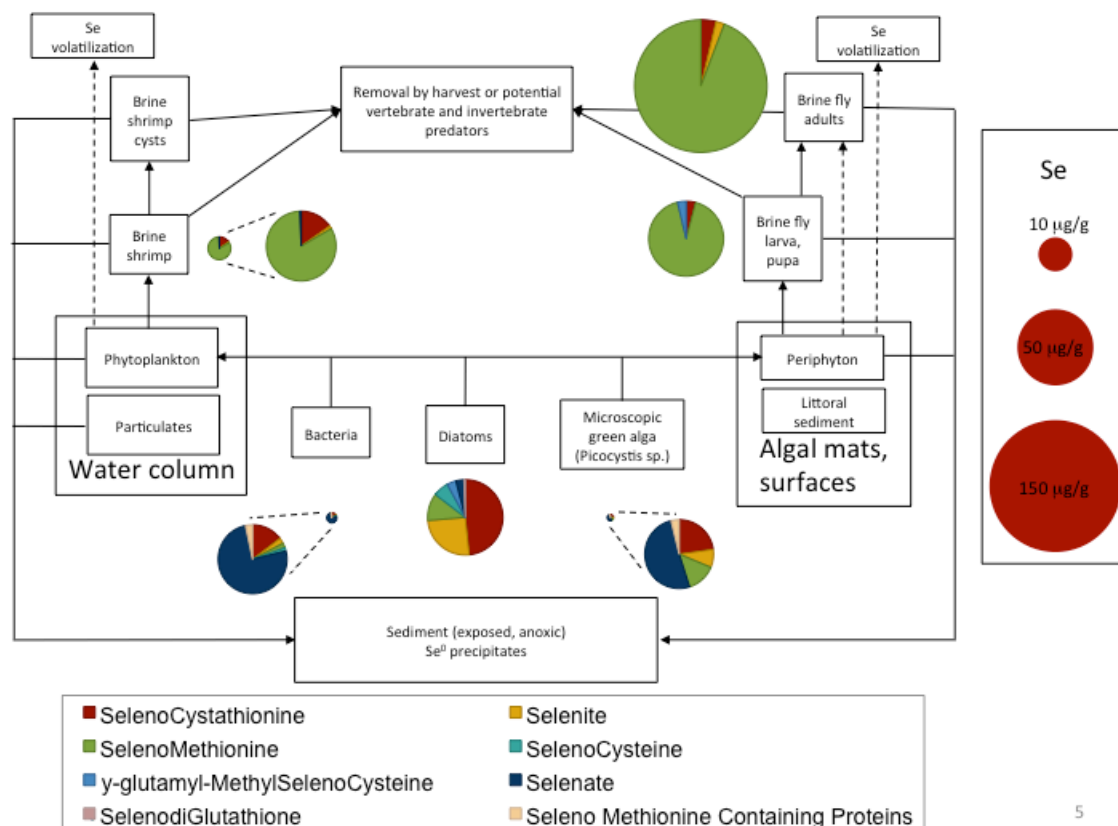 Se
volatilization
Se
volatilization
Brine
shrimp
cysts
Removal by harvest or potential
vertebrate and invertebrate
predators
Brine fly
adults
Brine
shrimp
Brine fly
larva,
pupa
Se
10 µg/g
50 µg/g
150 µg/g
Phytoplankton
Particulates
Water column
Bacteria
Diatoms
Microscopic
green alga
(Picocystis sp.)
Periphyton
Littoral
sediment
Algal mats,
surfaces
Sediment (exposed, anoxic)
Se⁰ precipitates
SelenoCystathionine
Selenite
SelenoMethionine
SelenoCysteine
y-glutamyl-MethylSelenoCysteine
Selenate
SelenodiGlutathione
Seleno Methionine Containing Proteins
5